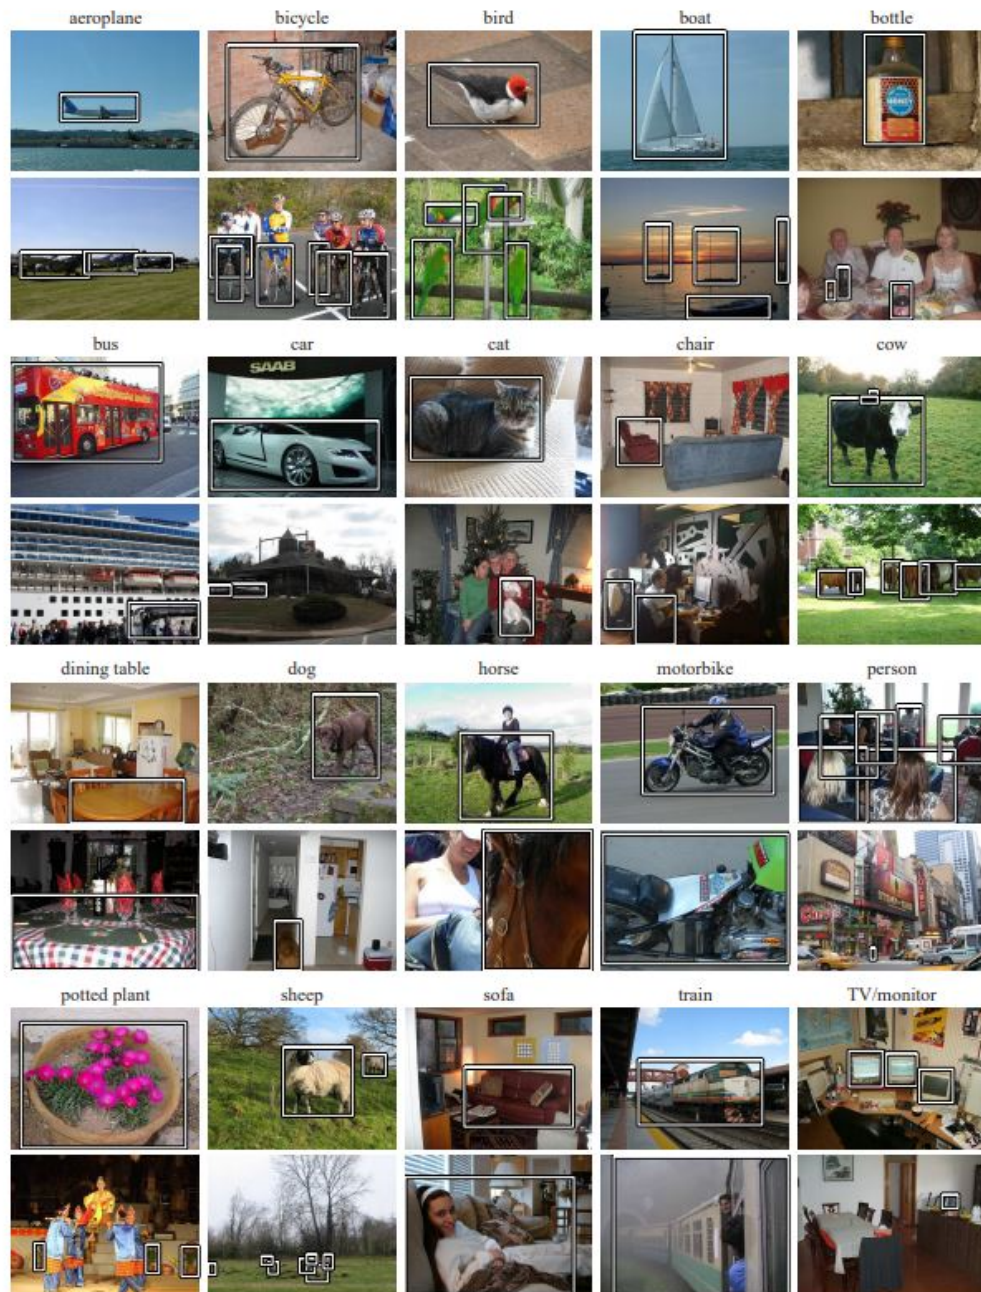 aeroplane bicycle bird boat bottle
HONEY
bus car cat chair cow
SAAB
dining table dog horse motorbike person
potted plant sheep sofa train TV/monitor